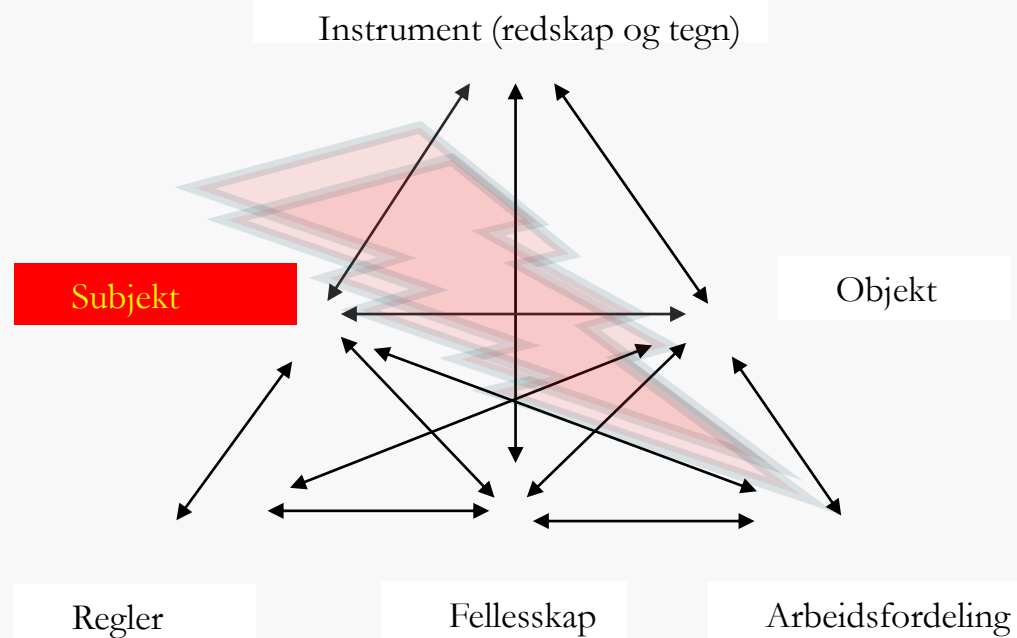 Instrument (redskap og tegn)
Subjekt
Objekt
Regler
Fellesskap
Arbeidsfordeling